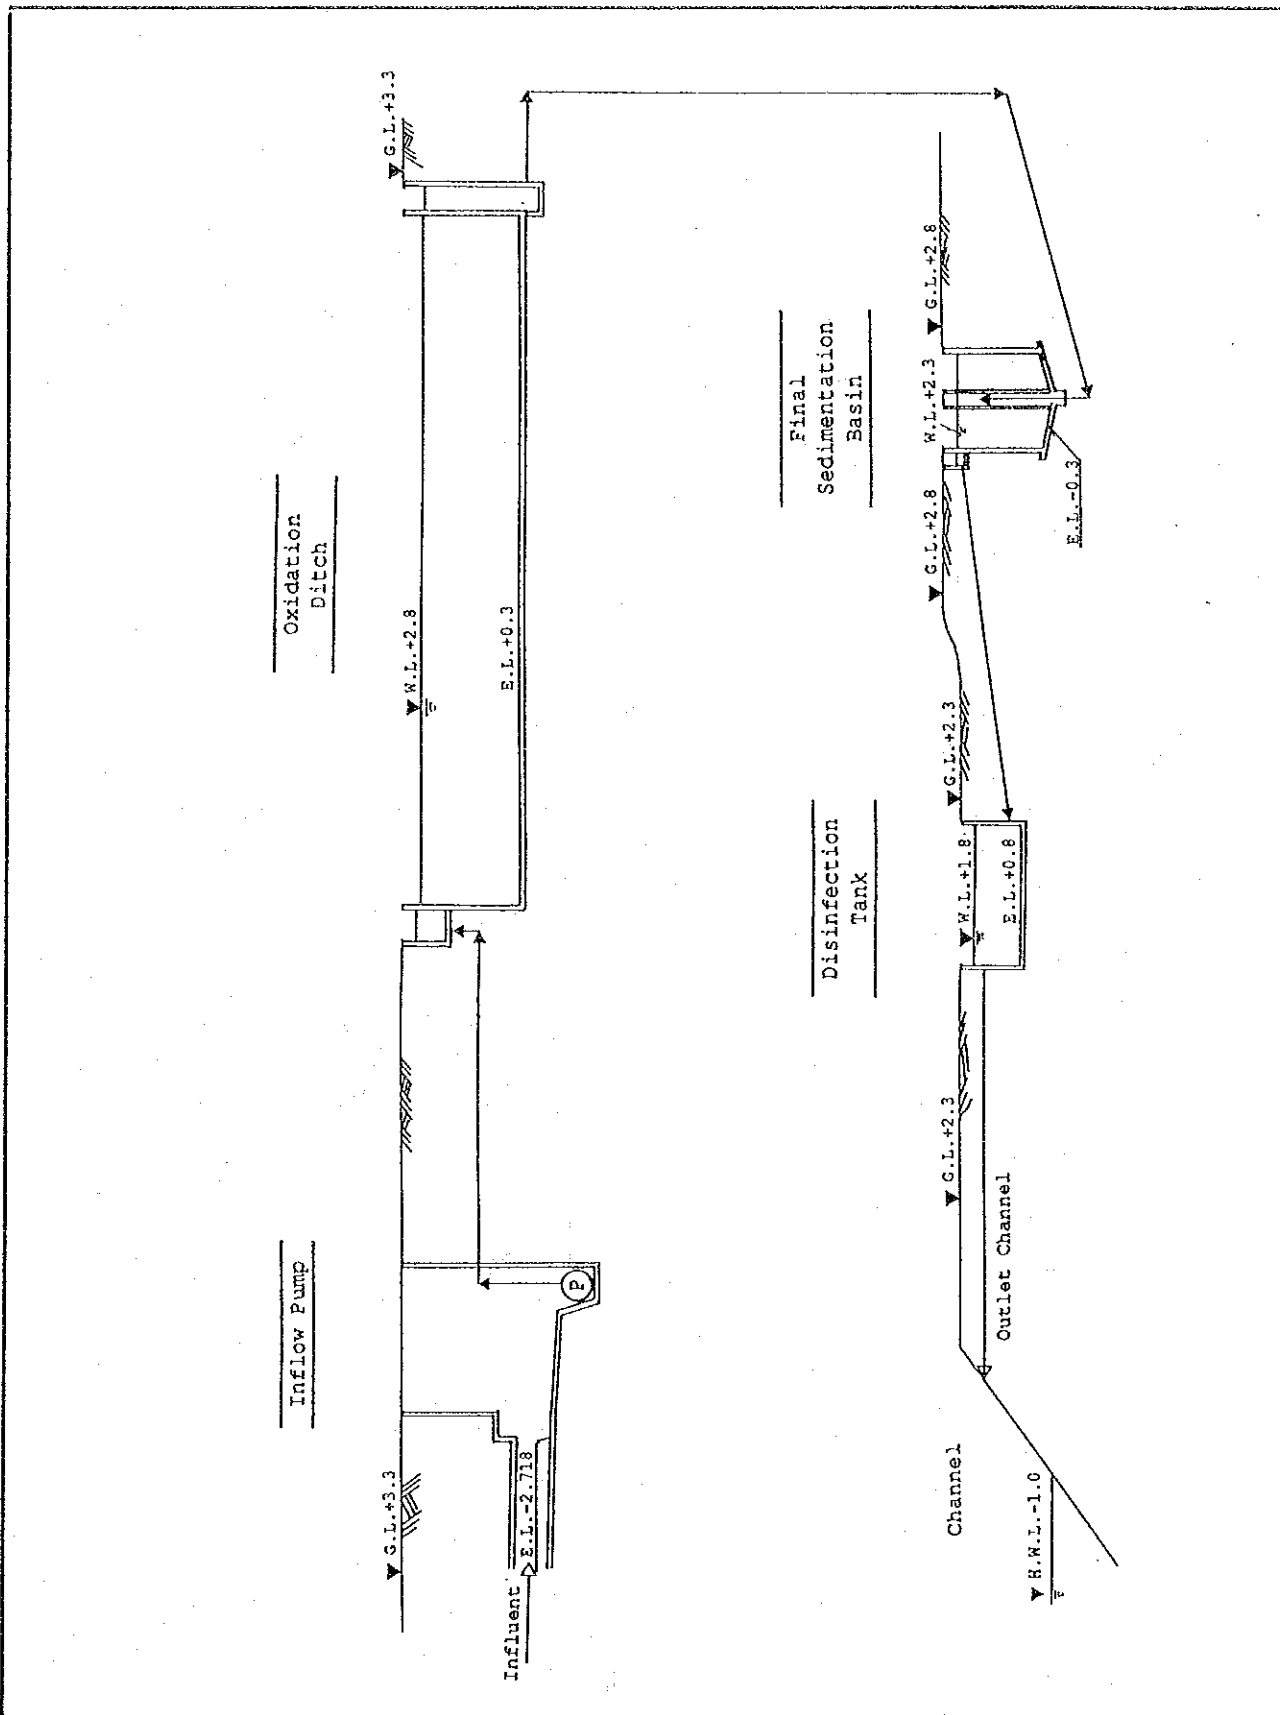 Inflow Pump
Oxidation
Ditch
G.L.+3.3
W.L.+2.8
G.L.+3.3
E.L.+0.3
P
Influent
E.L.-2.718
Disinfection
Tank
Final
Sedimentation
Basin
Channel
G.L.+2.3
W.L.+1.8
G.L.+2.3
G.L.+2.8
W.L.+2.3
G.L.+2.8
E.L.+0.8
Outlet Channel
H.W.L.-1.0
E.L.-0.3